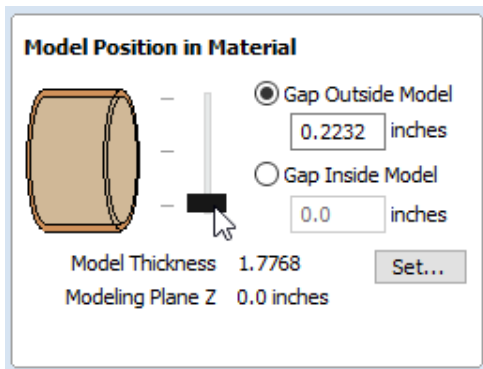 Model Position in Material
Gap Outside Model
0.2232 inches
Gap Inside Model
0.0 inches
Model Thickness 1.7768 Set...
Modeling Plane Z 0.0 inches